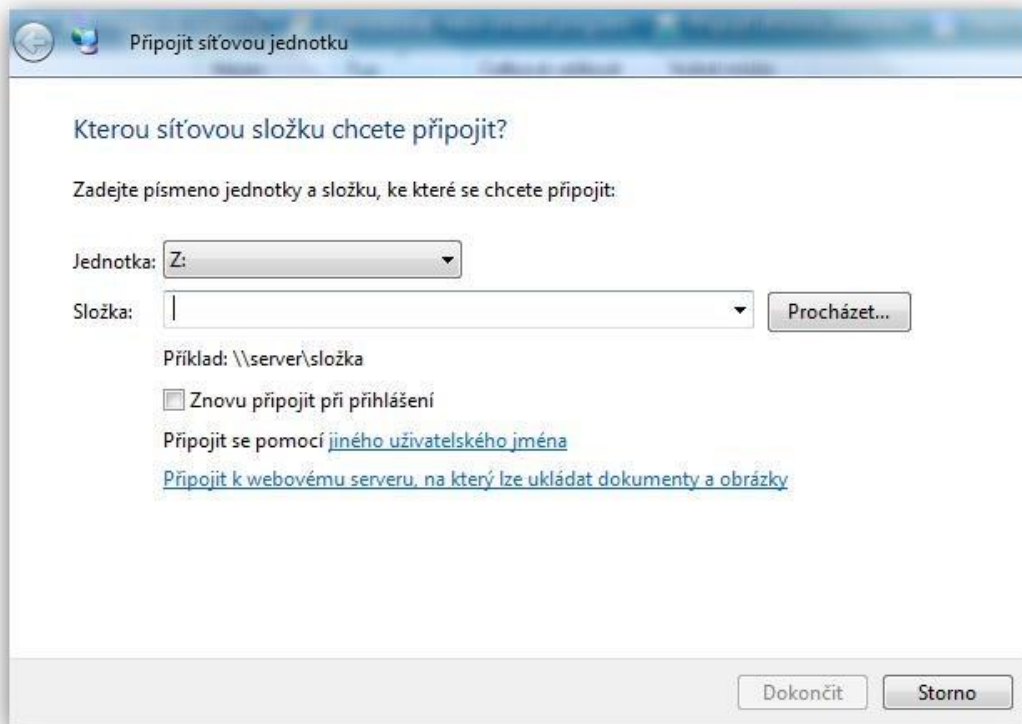 Připojit síťovou jednotku
Kterou síťovou složku chcete připojit?
Zadejte písmeno jednotky a složku, ke které se chcete připojit:
Jednotka: Z:
Složka: Procházet...
Příklad: \\server\složka
Znovu připojit při přihlášení
Připojit se pomocí jiného uživatelského jména
Připojit k webovému serveru, na který lze ukládat dokumenty a obrázky
Dokončit Storno